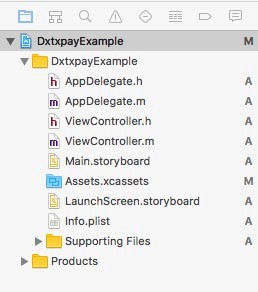 DxtxpayExample M
DxtxpayExample
h AppDelegate.h A
m AppDelegate.m A
h ViewController.h A
m ViewController.m A
Main.storyboard A
Assets.xcassets M
LaunchScreen.storyboard A
Info.plist A
Supporting Files A
Products